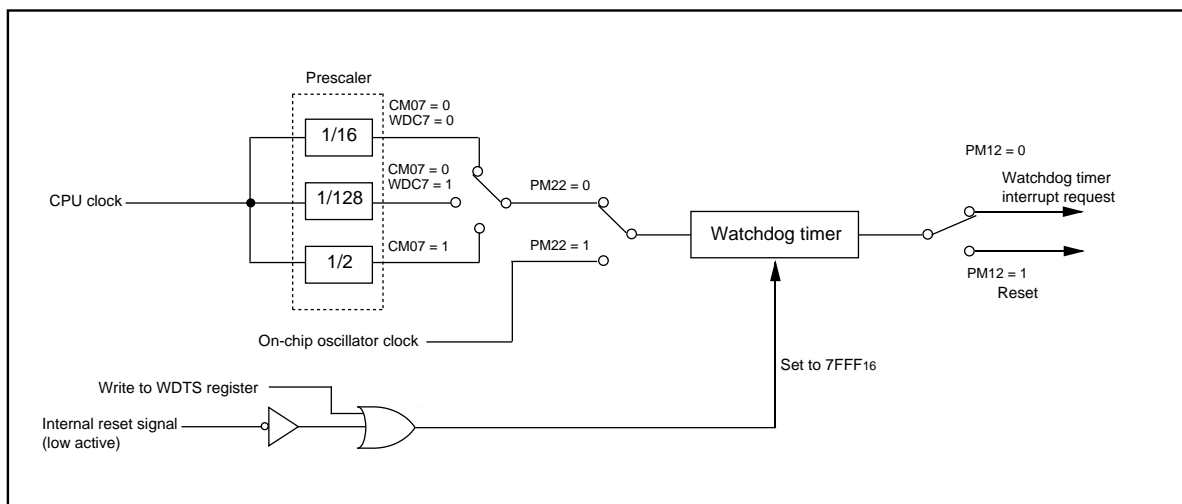 Prescaler
CM07 = 0
WDC7 = 0
1/16
CM07 = 0
WDC7 = 1
1/128
CPU clock
CM07 = 1
1/2
PM22 = 0
PM22 = 1
On-chip oscillator clock
Watchdog timer
PM12 = 0
Watchdog timer
interrupt request
PM12 = 1
Reset
Set to 7FFF16
Write to WDTS register
Internal reset signal
(low active)